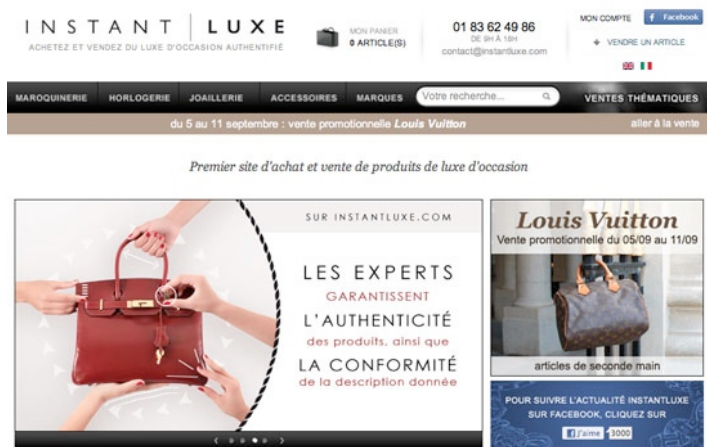 INSTANT LUXE
ACHETEZ ET VENDEZ DU LUXE D'OCCASION AUTHENTIFIÉ
MON PANIER
0 ARTICLE(S)
01 83 62 49 86
DE 9H À 18H
contact@instantluxe.com
MON COMPTE
f Facebook
VENDRE UN ARTICLE
MAROQUINERIE HORLOGERIE JOAILLERIE ACCESSOIRES MARQUES Votre recherche... VENTES THÉMATIQUES
du 5 au 11 septembre : vente promotionnelle Louis Vuitton aller à la vente
Premier site d'achat et vente de produits de luxe d'occasion
SUR INSTANTLUXE.COM
LES EXPERTS
GARANTISSENT
L'AUTHENTICITÉ
des produits, ainsi que
LA CONFORMITÉ
de la description donnée
Louis Vuitton
Vente promotionnelle du 05/09 au 11/09
articles de seconde main
POUR SUIVRE L'ACTUALITÉ INSTANTLUXE
SUR FACEBOOK, CLIQUEZ SUR
f J'aime 3000